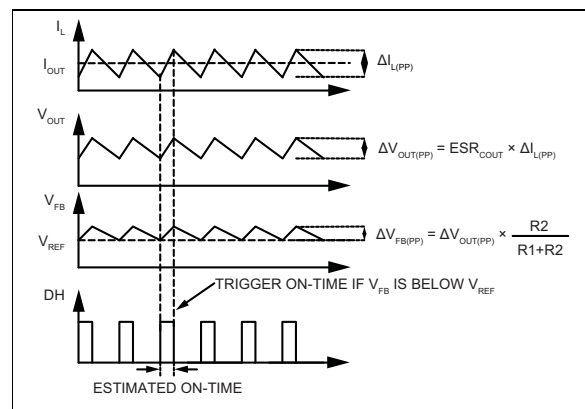 I_L
I_OUT
ΔI_L(PP)
V_OUT
ΔV_OUT(PP) = ESR_COUT × ΔI_L(PP)
V_FB
V_REF
ΔV_FB(PP) = ΔV_OUT(PP) × R2
R1+R2
TRIGGER ON-TIME IF V_FB IS BELOW V_REF
DH
ESTIMATED ON-TIME